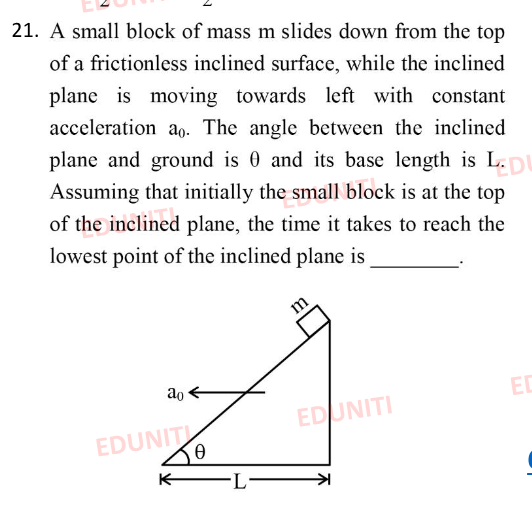 21. A small block of mass m slides down from the top
of a frictionless inclined surface, while the inclined
plane is moving towards left with constant
acceleration a₀. The angle between the inclined
plane and ground is θ and its base length is L.
Assuming that initially the small block is at the top
of the inclined plane, the time it takes to reach the
lowest point of the inclined plane is ________.
m
a₀
θ
L
EDUNITI
EDUNITI
EDUNITI
EDUNITI